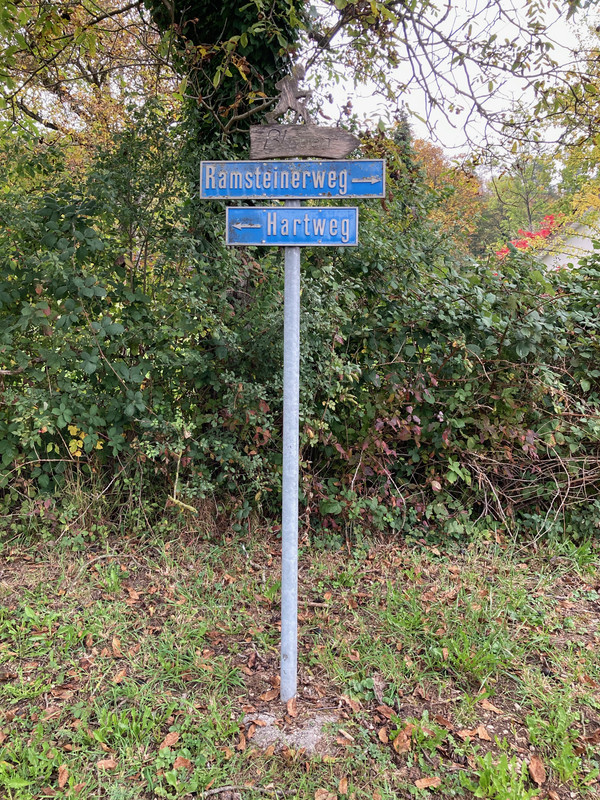 Ramsteinerweg →
← Hartweg